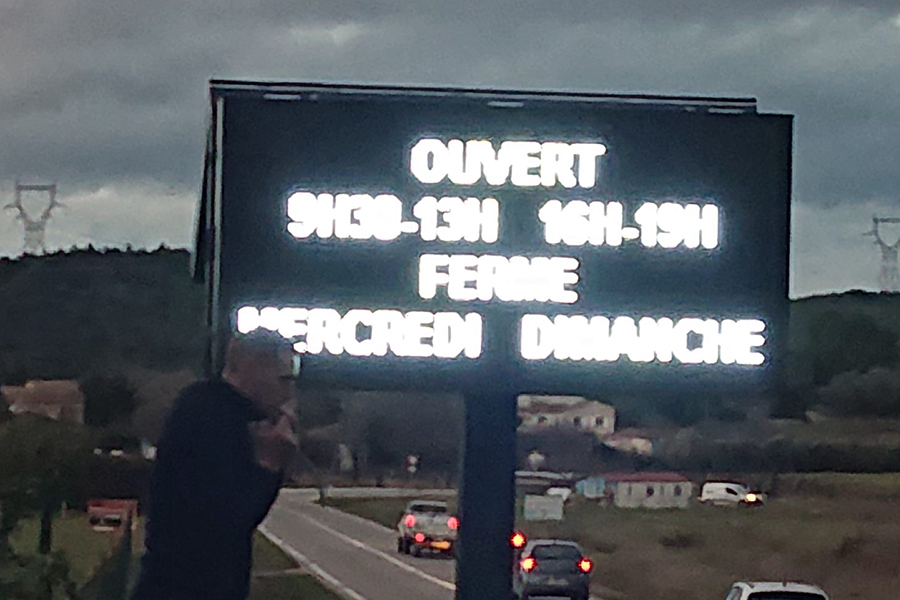 OUVERT
9H30-13H 16H-19H
FERME
MERCREDI DIMANCHE